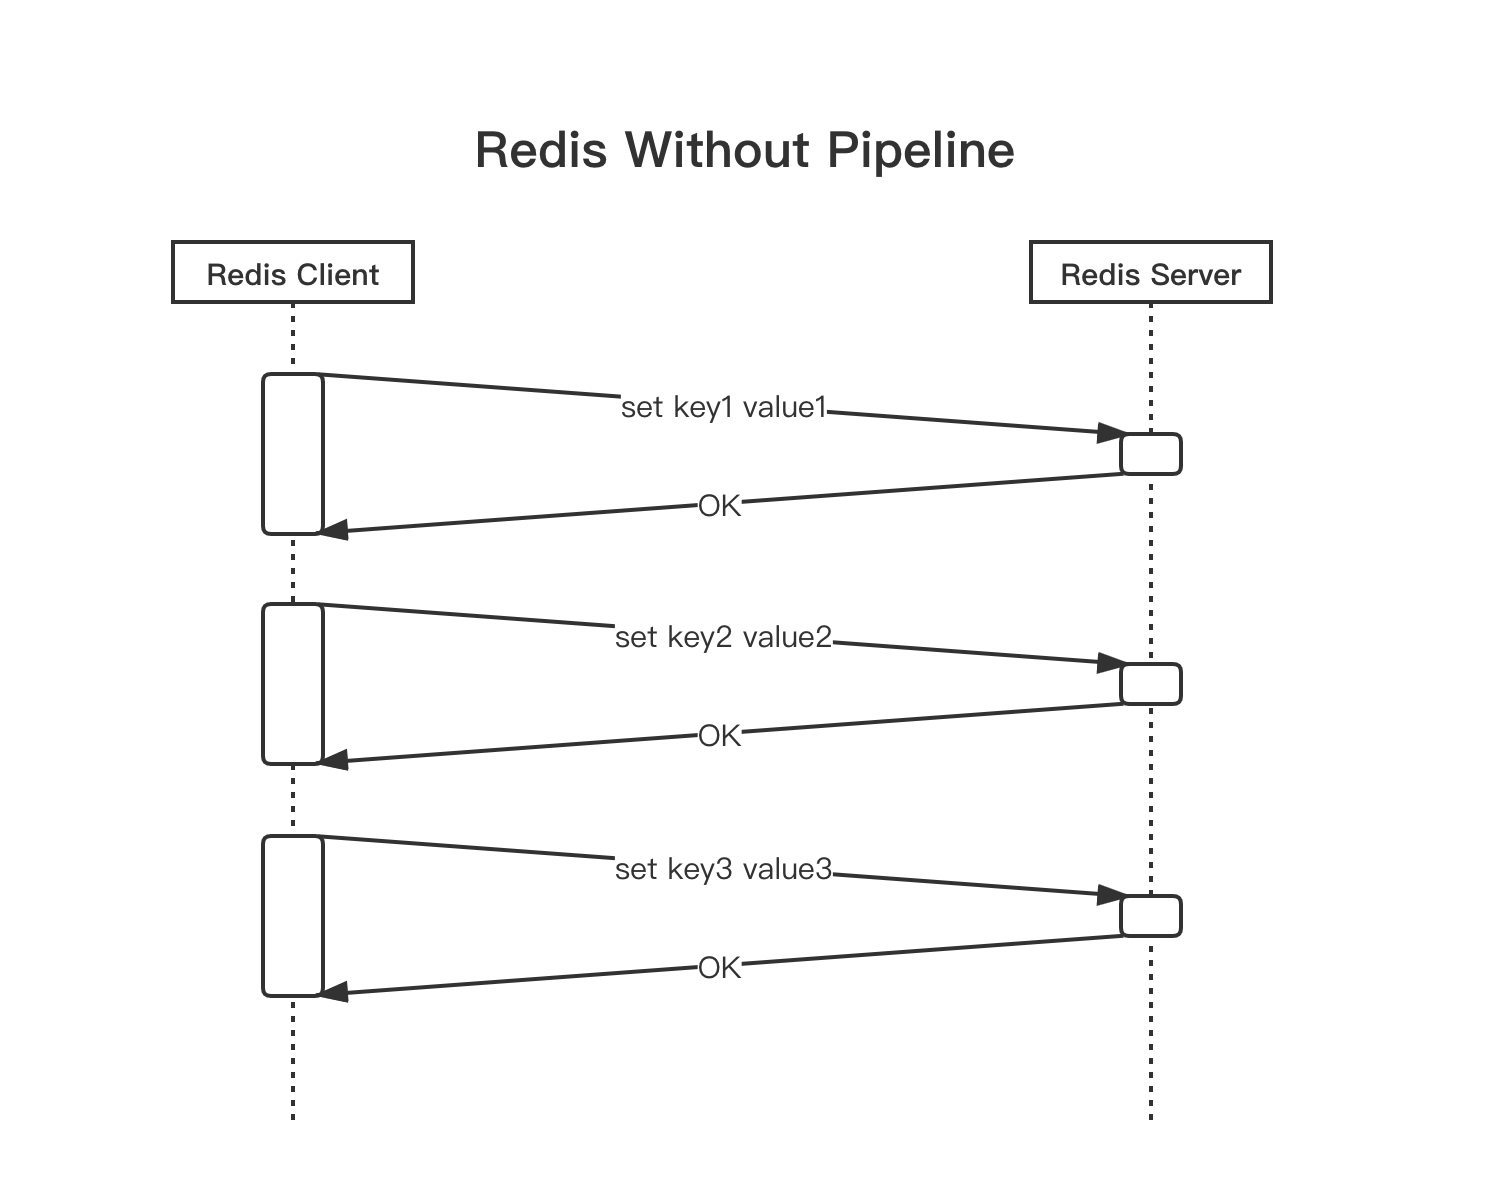 Redis Without Pipeline
Redis Client
Redis Server
set key1 value1
OK
set key2 value2
OK
set key3 value3
OK